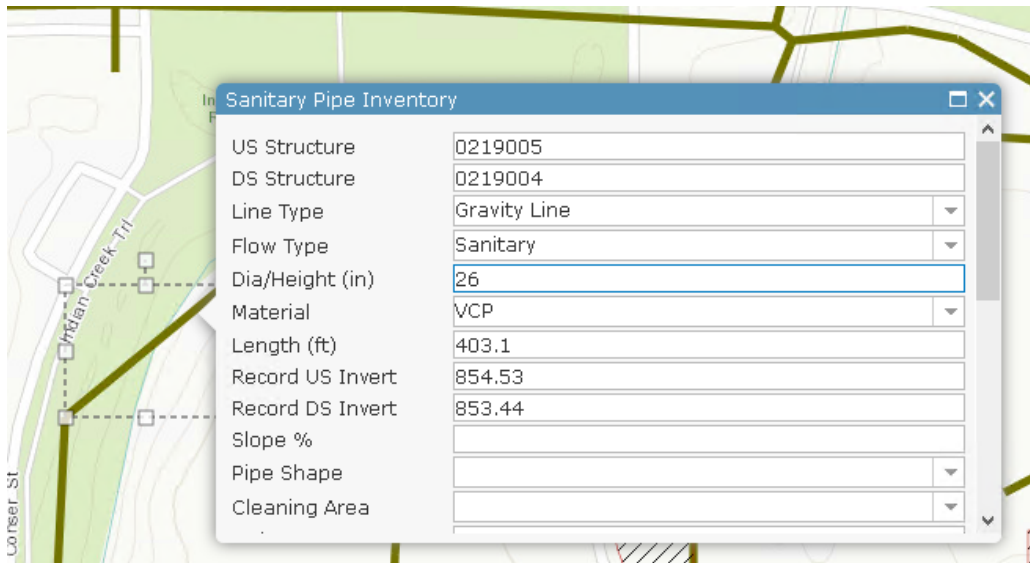 Sanitary Pipe Inventory
US Structure 0219005
DS Structure 0219004
Line Type Gravity Line
Flow Type Sanitary
Dia/Height (in) 26
Material VCP
Length (ft) 403.1
Record US Invert 854.53
Record DS Invert 853.44
Slope %
Pipe Shape
Cleaning Area
Indian Creek Trl
Conser St